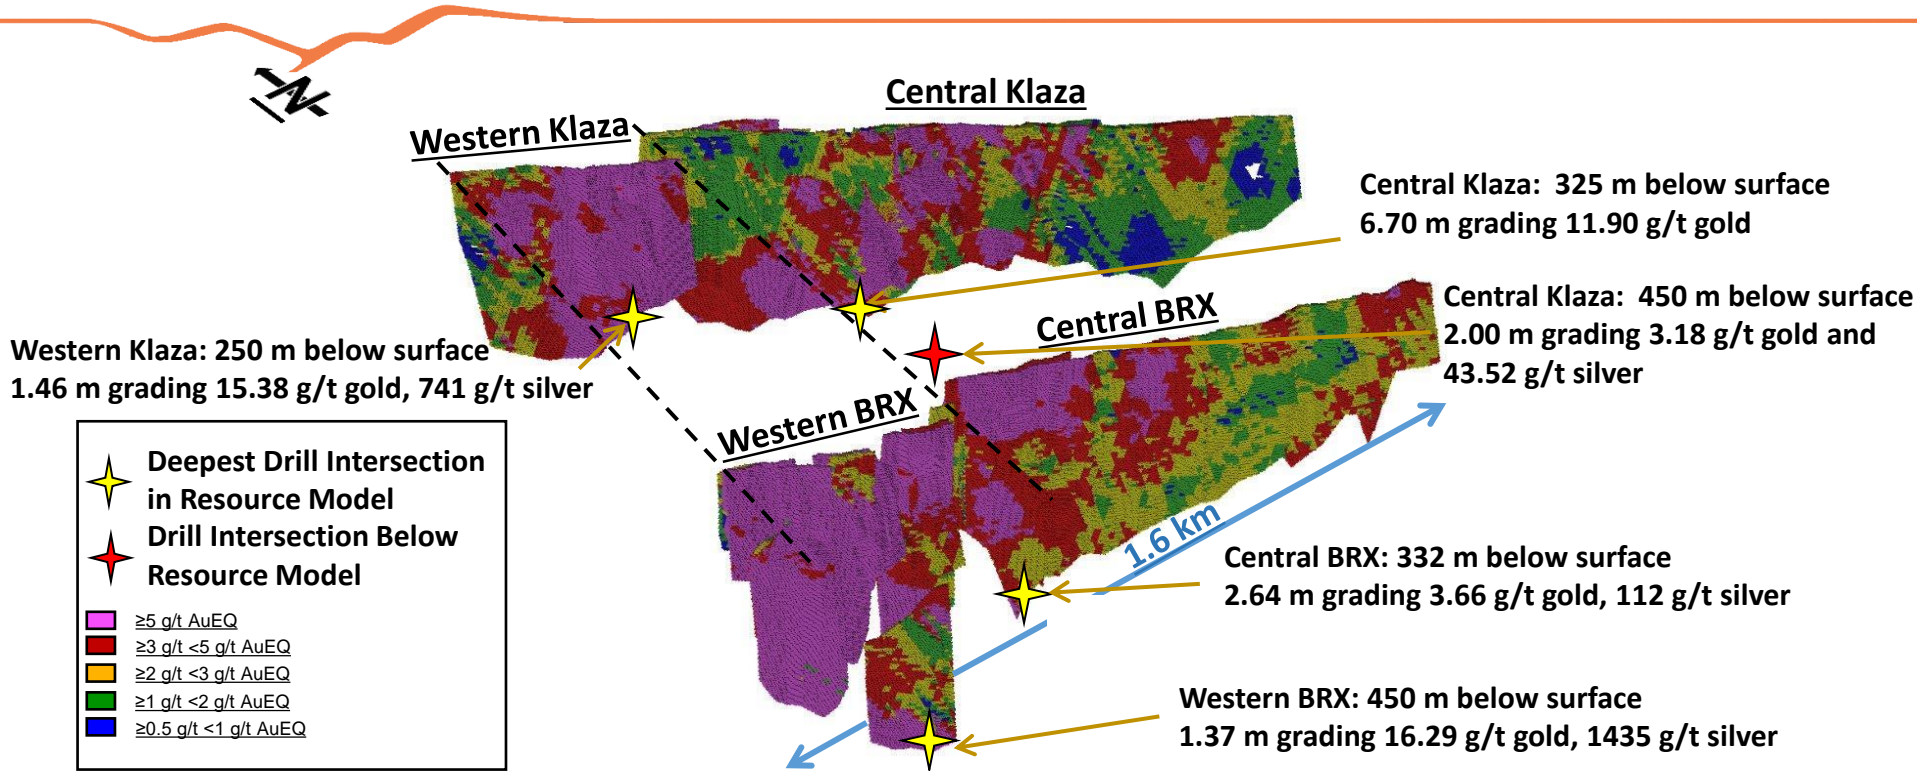 N
Central Klaza
Western Klaza
Central Klaza: 325 m below surface
6.70 m grading 11.90 g/t gold
Central Klaza: 450 m below surface
2.00 m grading 3.18 g/t gold and
43.52 g/t silver
Central BRX
Western Klaza: 250 m below surface
1.46 m grading 15.38 g/t gold, 741 g/t silver
Western BRX
Deepest Drill Intersection
in Resource Model
Drill Intersection Below
Resource Model
≥5 g/t AuEQ
≥3 g/t <5 g/t AuEQ
≥2 g/t <3 g/t AuEQ
≥1 g/t <2 g/t AuEQ
≥0.5 g/t <1 g/t AuEQ
1.6 km
Central BRX: 332 m below surface
2.64 m grading 3.66 g/t gold, 112 g/t silver
Western BRX: 450 m below surface
1.37 m grading 16.29 g/t gold, 1435 g/t silver